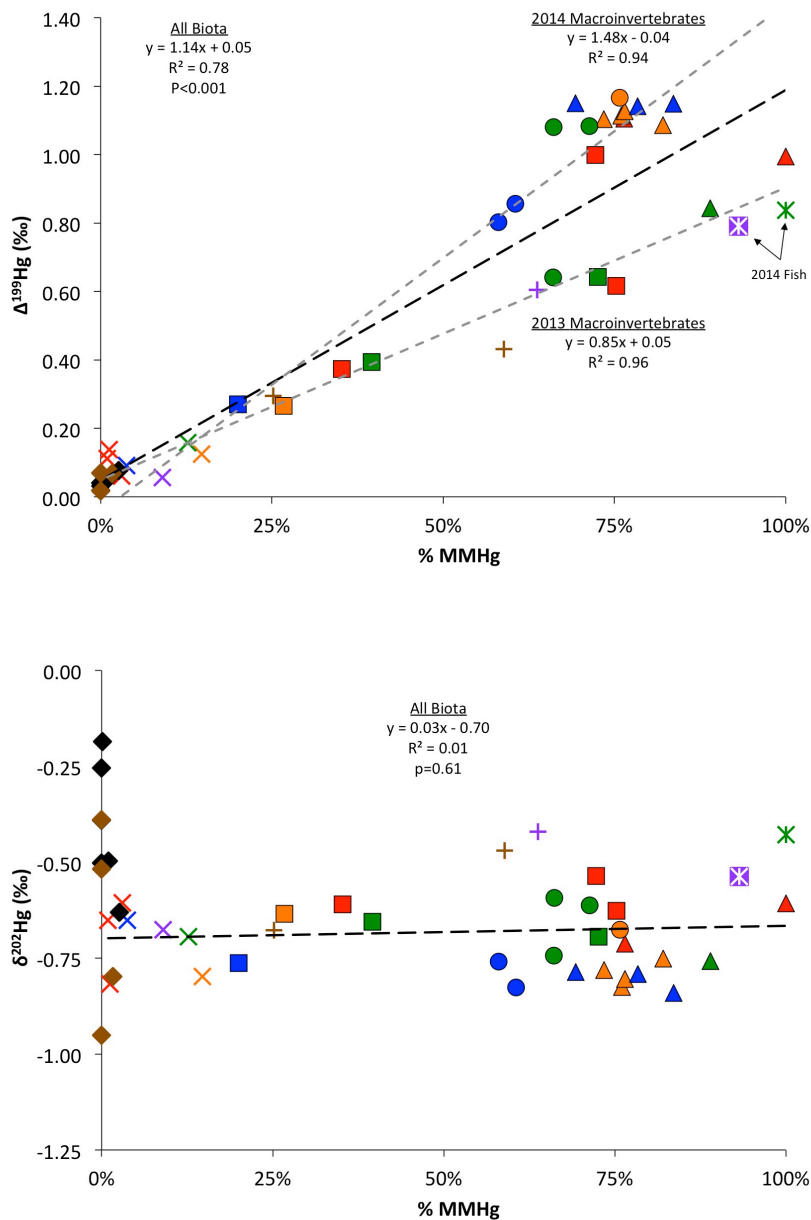 All Biota
y = 1.14x + 0.05
R² = 0.78
P<0.001
2014 Macroinvertebrates
y = 1.48x - 0.04
R² = 0.94
1.40
1.20
1.00
0.80
0.60
0.40
0.20
0.00
Δ¹⁹⁹Hg (‰)
2014 Fish
2013 Macroinvertebrates
y = 0.85x + 0.05
R² = 0.96
0%
25%
50%
75%
100%
% MMHg
0.00
-0.25
-0.50
-0.75
-1.00
-1.25
δ²⁰²Hg (‰)
All Biota
y = 0.03x - 0.70
R² = 0.01
p=0.61
0%
25%
50%
75%
100%
% MMHg